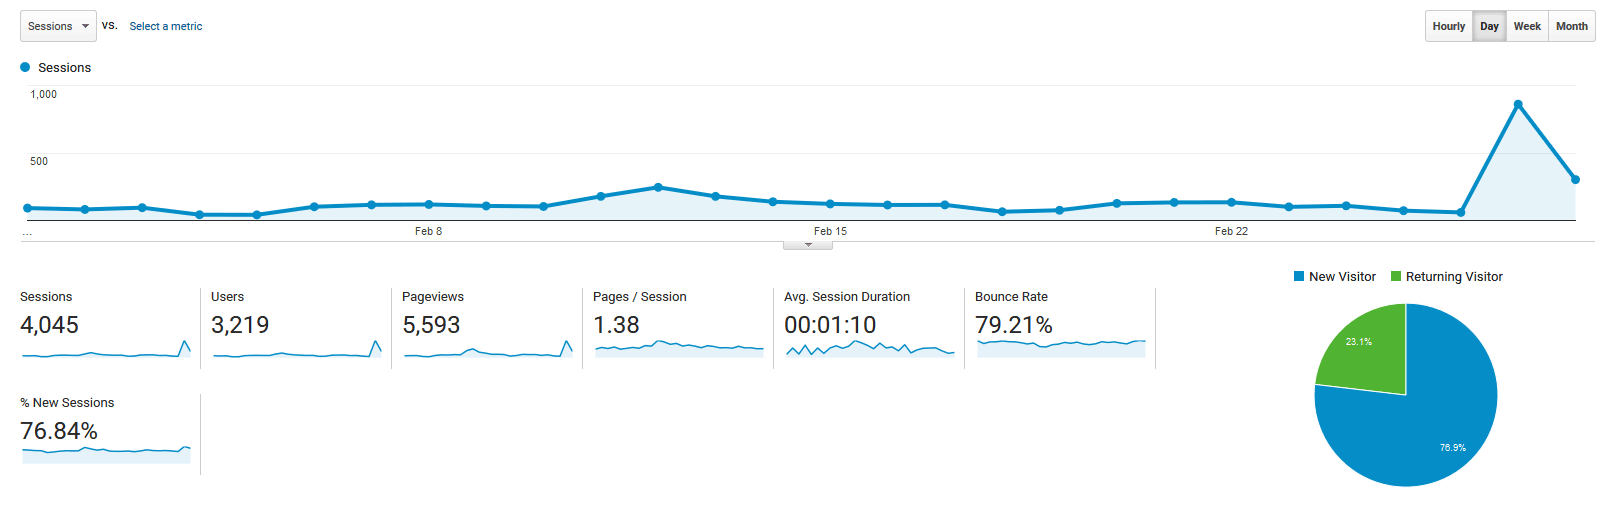 Sessions vs. Select a metric
Hourly Day Week Month
Sessions
1,000
500
... Feb 8 Feb 15 Feb 22
New Visitor Returning Visitor
Sessions Users Pageviews Pages / Session Avg. Session Duration Bounce Rate
4,045 3,219 5,593 1.38 00:01:10 79.21%
23.1%
% New Sessions
76.84%
76.9%